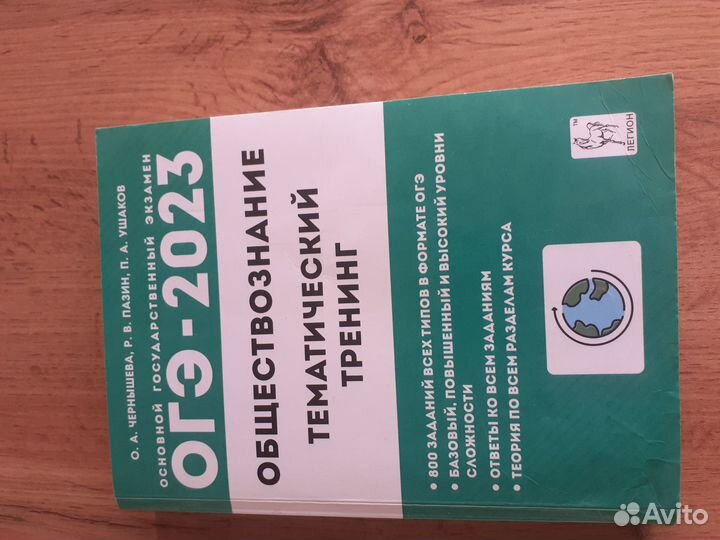 О. А. ЧЕРНЫШЕВА, Р. В. ПАЗИН, П. А. УШАКОВ
ОСНОВНОЙ ГОСУДАРСТВЕННЫЙ ЭКЗАМЕН
ОГЭ-2023
ОБЩЕСТВОЗНАНИЕ
ТЕМАТИЧЕСКИЙ
ТРЕНИНГ
• 800 ЗАДАНИЙ ВСЕХ ТИПОВ В ФОРМАТЕ ОГЭ
• БАЗОВЫЙ, ПОВЫШЕННЫЙ И ВЫСОКИЙ УРОВНИ
СЛОЖНОСТИ
• ОТВЕТЫ КО ВСЕМ ЗАДАНИЯМ
• ТЕОРИЯ ПО ВСЕМ РАЗДЕЛАМ КУРСА
TM
ЛЕГИОН
Avito